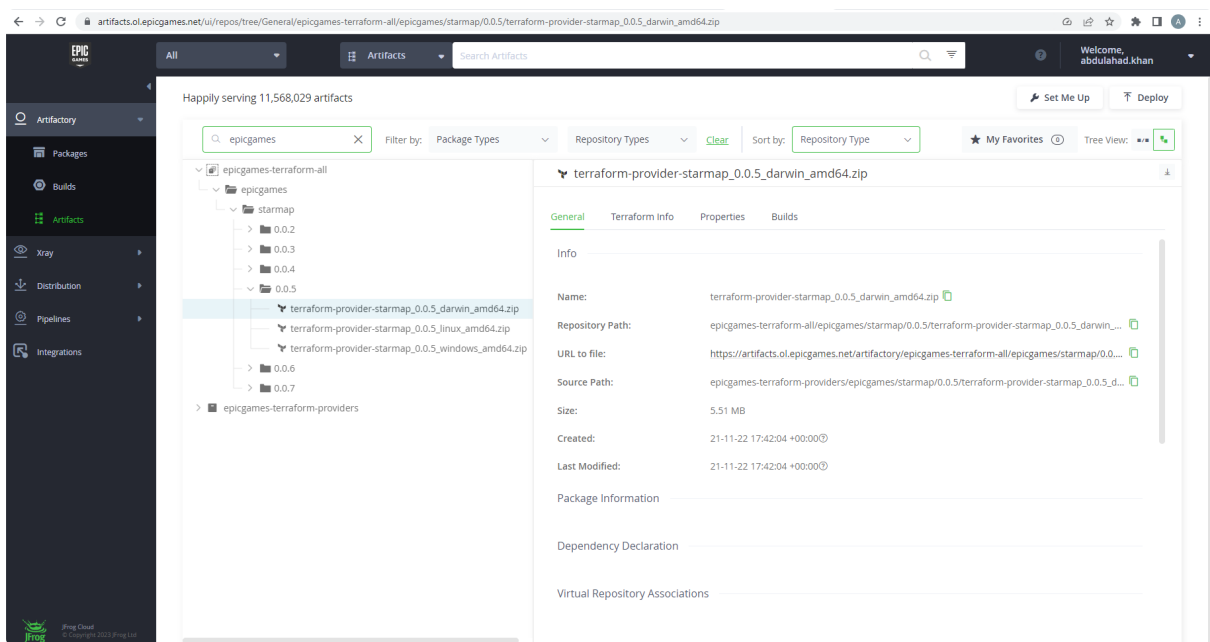 artifacts.ol.epicgames.net/ui/repos/tree/General/epicgames-terraform-all/epicgames/starmap/0.0.5/terraform-provider-starmap_0.0.5_darwin_amd64.zip
A
EPIC
GAMES
All
Artifacts
Search Artifacts
Welcome,
abdulahad.khan
Artifactory
Packages
Builds
Artifacts
Xray
Distribution
Pipelines
Integrations
JFrog
JFrog Cloud
© Copyright 2023 JFrog Ltd
Happily serving 11,568,029 artifacts
Set Me Up
Deploy
epicgames
Filter by:
Package Types
Repository Types
Clear
Sort by:
Repository Type
My Favorites 0
Tree View:
epicgames-terraform-all
epicgames
starmap
0.0.2
0.0.3
0.0.4
0.0.5
terraform-provider-starmap_0.0.5_darwin_amd64.zip
terraform-provider-starmap_0.0.5_linux_amd64.zip
terraform-provider-starmap_0.0.5_windows_amd64.zip
0.0.6
0.0.7
epicgames-terraform-providers
terraform-provider-starmap_0.0.5_darwin_amd64.zip
General Terraform Info Properties Builds
Info
Name: terraform-provider-starmap_0.0.5_darwin_amd64.zip
Repository Path: epicgames-terraform-all/epicgames/starmap/0.0.5/terraform-provider-starmap_0.0.5_darwin_...
URL to file: https://artifacts.ol.epicgames.net/artifactory/epicgames-terraform-all/epicgames/starmap/0.0....
Source Path: epicgames-terraform-providers/epicgames/starmap/0.0.5/terraform-provider-starmap_0.0.5_d...
Size: 5.51 MB
Created: 21-11-22 17:42:04 +00:00
Last Modified: 21-11-22 17:42:04 +00:00
Package Information
Dependency Declaration
Virtual Repository Associations